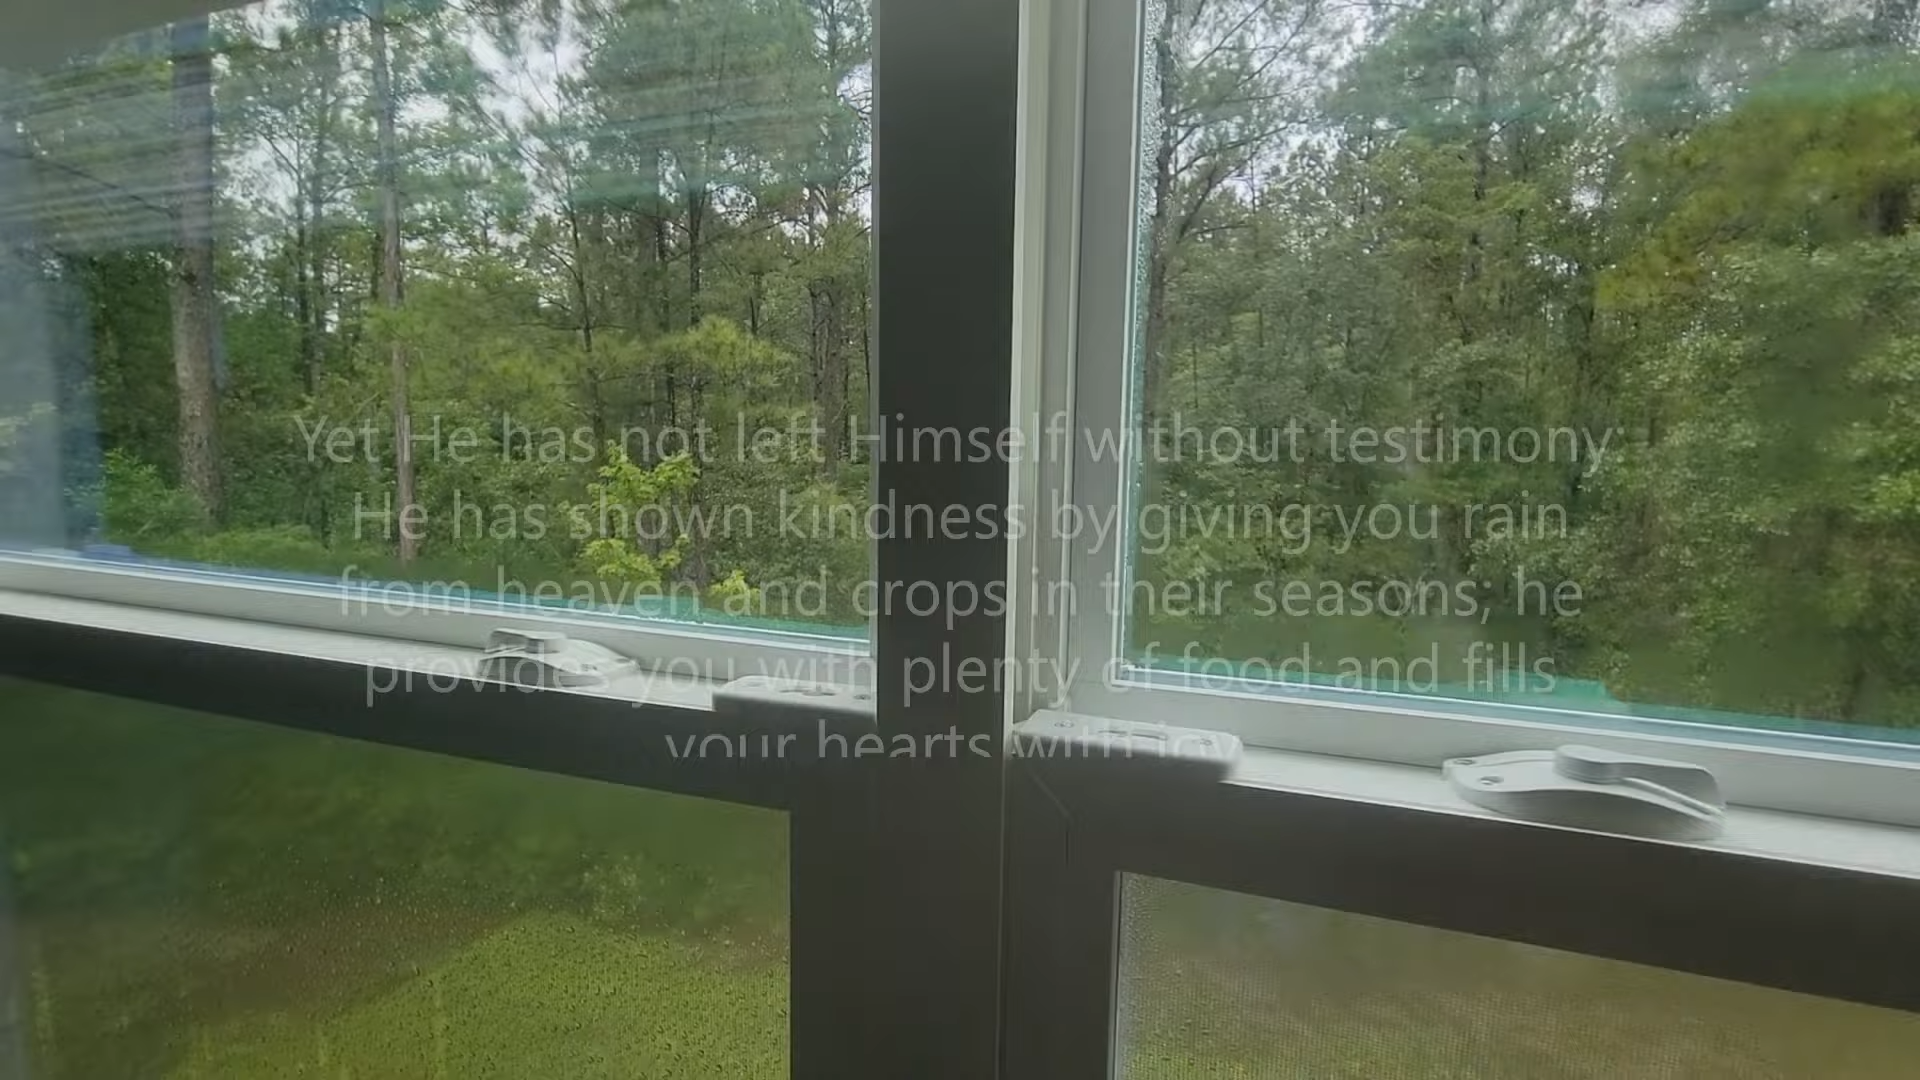 Yet He has not left Himself without testimony:
He has shown kindness by giving you rain
from heaven and crops in their seasons; he
provides you with plenty of food and fills
your hearts with joy